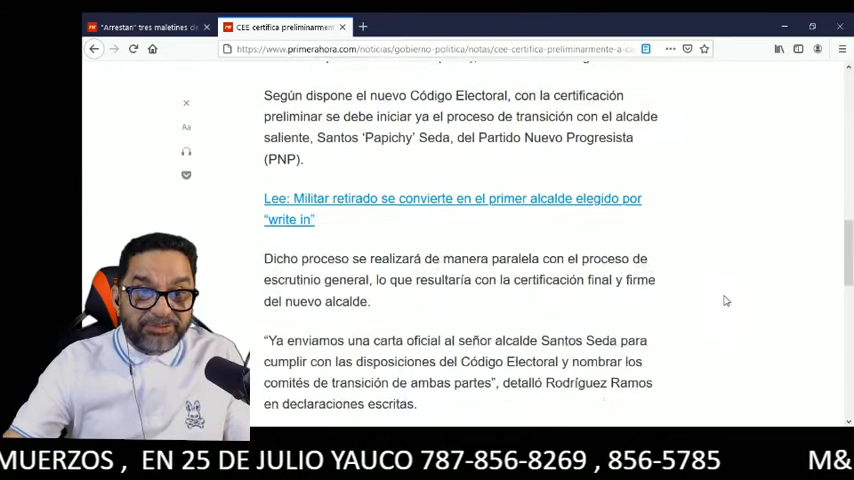 "Arrestan" tres maletines d
CEE certifica preliminarment
https://www.primerahora.com/noticias/gobierno-politica/notas/cee-certifica-preliminarmente-a-ca
Según dispone el nuevo Código Electoral, con la certificación
preliminar se debe iniciar ya el proceso de transición con el alcalde
saliente, Santos ‘Papichy’ Seda, del Partido Nuevo Progresista
(PNP).
Aa
Lee: Militar retirado se convierte en el primer alcalde elegido por
“write in”
Dicho proceso se realizará de manera paralela con el proceso de
escrutinio general, lo que resultaría con la certificación final y firme
del nuevo alcalde.
“Ya enviamos una carta oficial al señor alcalde Santos Seda para
cumplir con las disposiciones del Código Electoral y nombrar los
comités de transición de ambas partes”, detalló Rodríguez Ramos
en declaraciones escritas.
MUERZOS , EN 25 DE JULIO YAUCO 787-856-8269 , 856-5785 M&